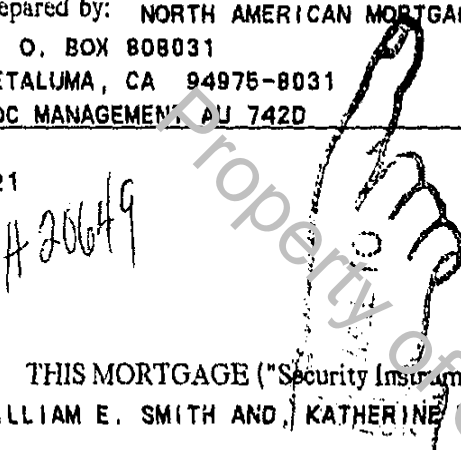 epared by: NORTH AMERICAN MORTGA
O. BOX 808031
ETALUMA, CA 94975-8031
OC MANAGEMENT AU 742D
21
# 20649
Property of
THIS MORTGAGE ("Security Instrum
LLIAM E. SMITH AND, KATHERINE